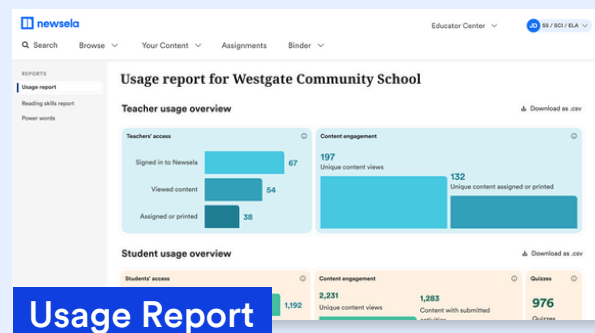 newsela
Educator Center
JD SS / SCI / ELA
Search Browse Your Content Assignments Binder
REPORTS
Usage report
Reading skills report
Power words
Usage report for Westgate Community School
Teacher usage overview
Download as .csv
Teachers' access
Signed in to Newsela 67
Viewed content 54
Assigned or printed 38
Content engagement
197
Unique content views
132
Unique content assigned or printed
Student usage overview
Download as .csv
Students' access
1,192
Content engagement
2,231
Unique content views
1,283
Content with submitted
activities
Quizzes
976
Quizzes
Usage Report